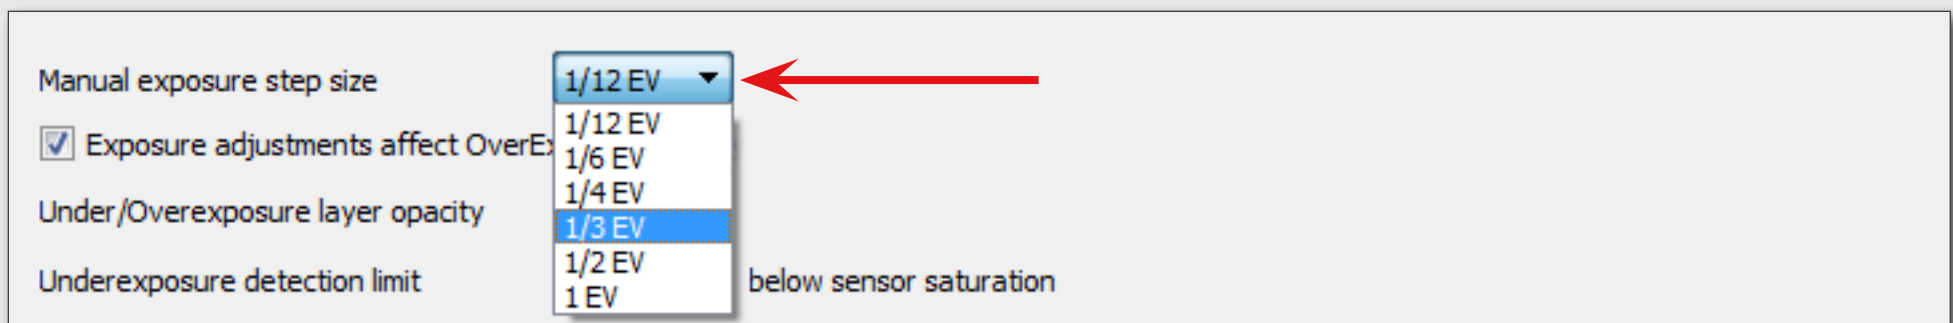 Manual exposure step size 1/12 EV
1/12 EV
Exposure adjustments affect OverEx
1/6 EV
1/4 EV
Under/Overexposure layer opacity
1/3 EV
1/2 EV
Underexposure detection limit below sensor saturation
1 EV